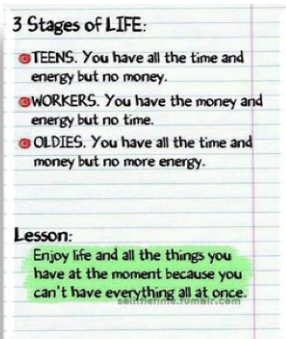 3 Stages of LIFE:
TEENS. You have all the time and
energy but no money.
WORKERS. You have the money and
energy but no time.
OLDIES. You have all the time and
money but no more energy.
Lesson:
Enjoy life and all the things you
have at the moment because you
can't have everything all at once.